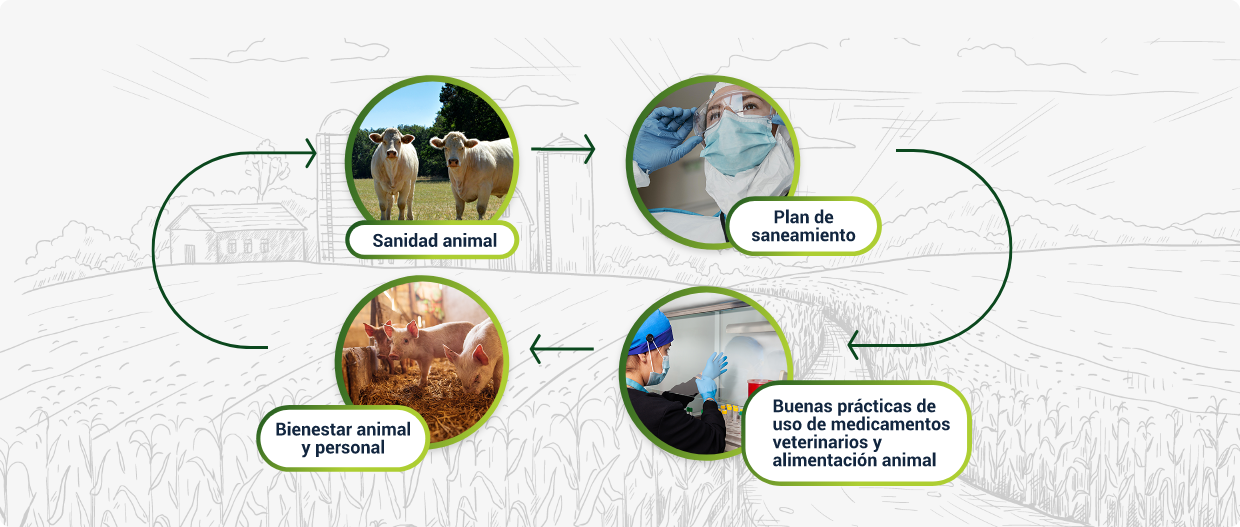 Sanidad animal
Plan de
saneamiento
Buenas prácticas de
uso de medicamentos
veterinarios y
alimentación animal
Bienestar animal
y personal